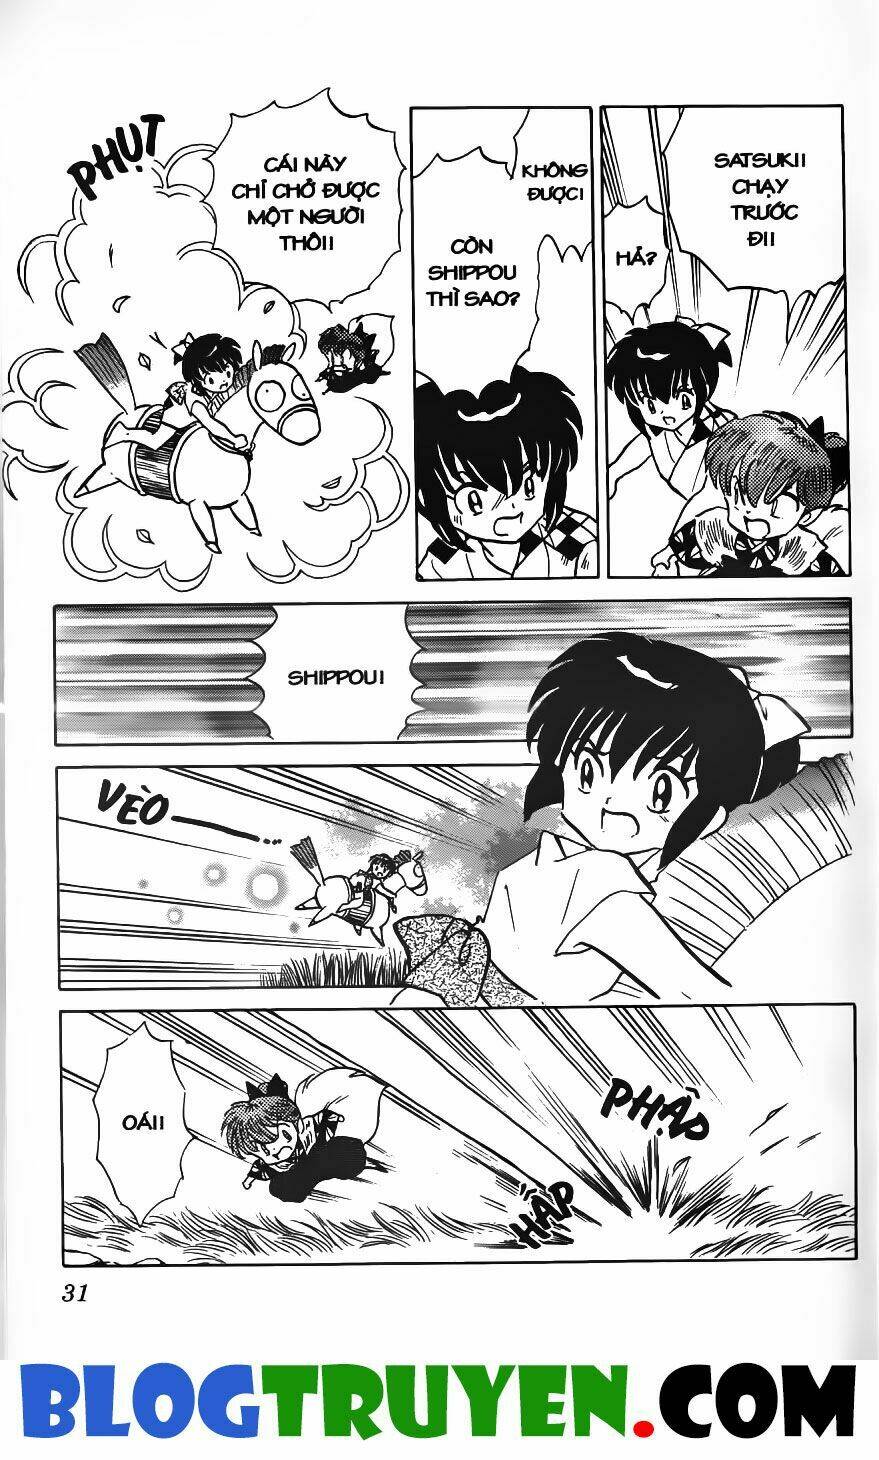 SATSUKI!
CHẠY
TRƯỚC
ĐI!
HẢ?
KHÔNG
ĐƯỢC!
CÒN
SHIPPOU
THÌ SAO?
CÁI NÀY
CHỈ CHỞ ĐƯỢC
MỘT NGƯỜI
THÔI!
PHỤT
SHIPPOU!
VÈO
OÁI!
PHẬP
HẤP
31
BLOGTRUYEN.COM